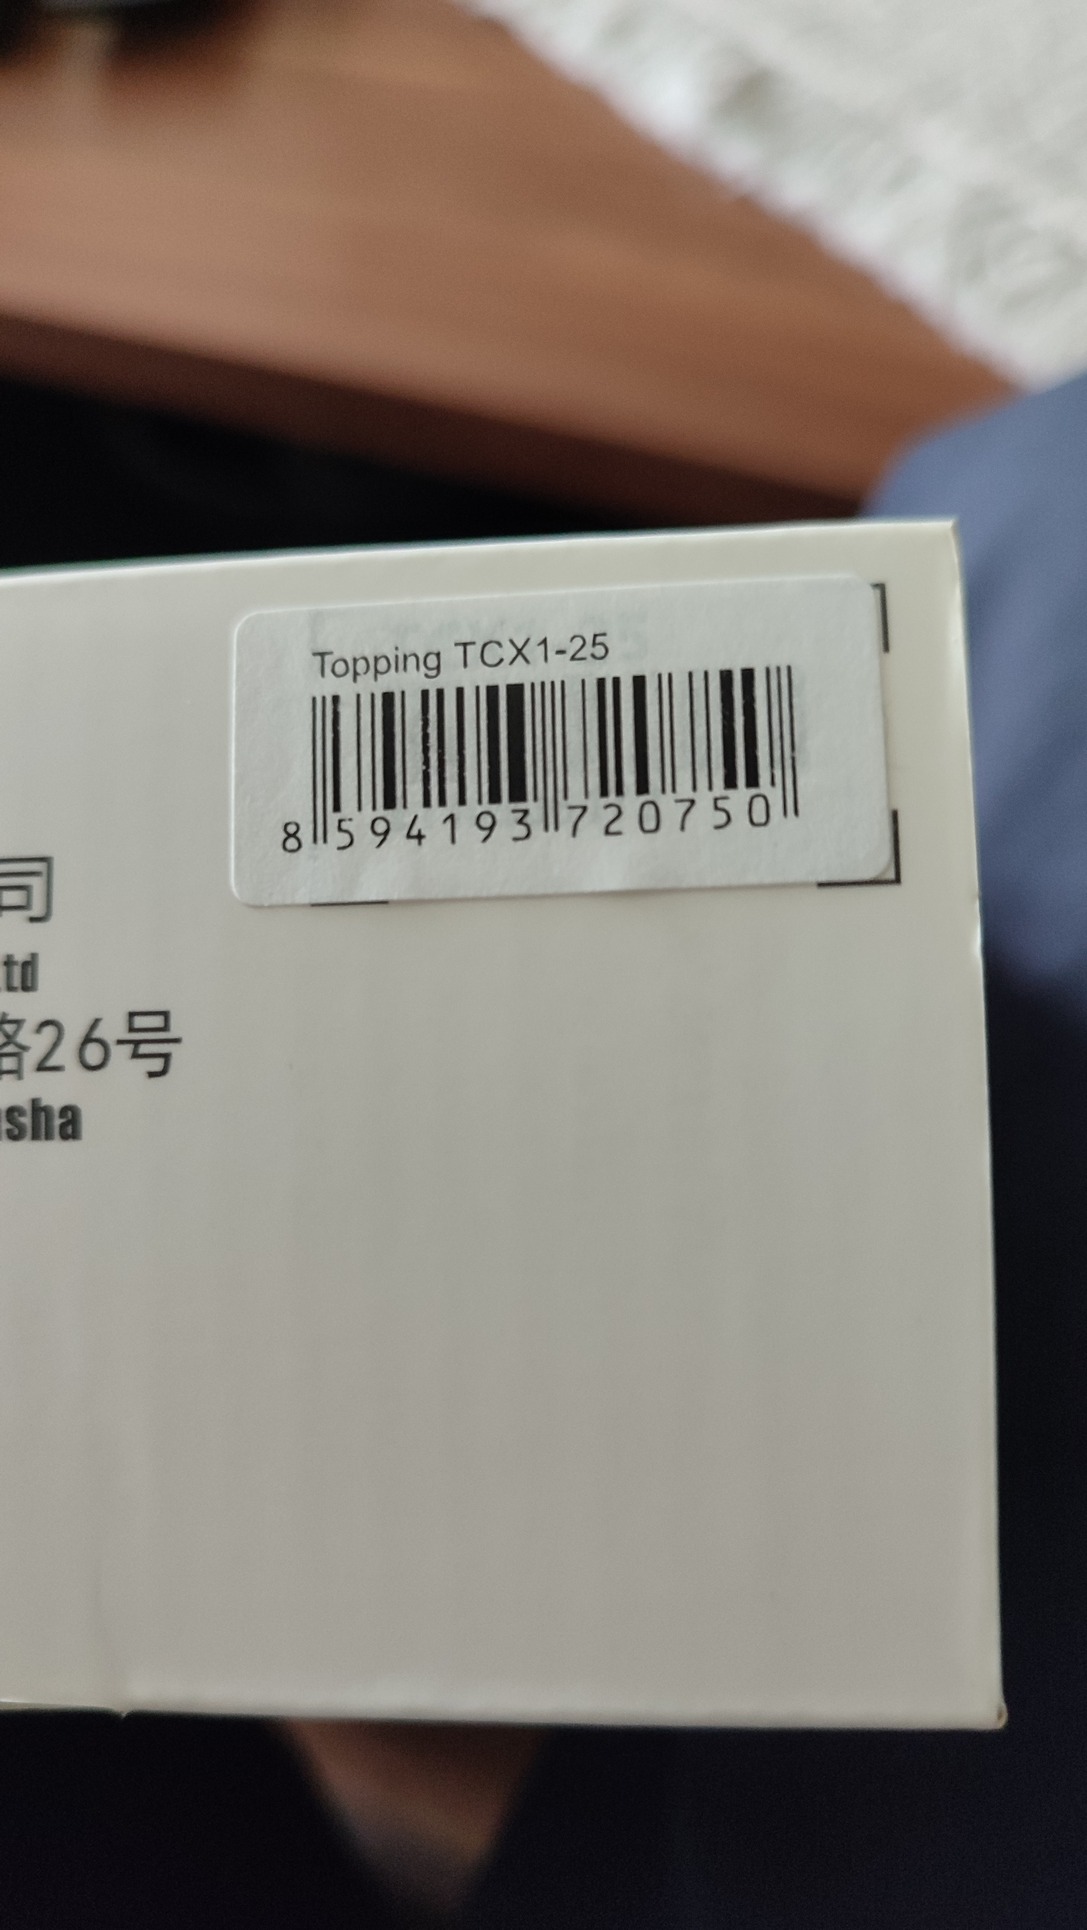 Topping TCX1-25
8 594193 720750
司
td
路26号
sha